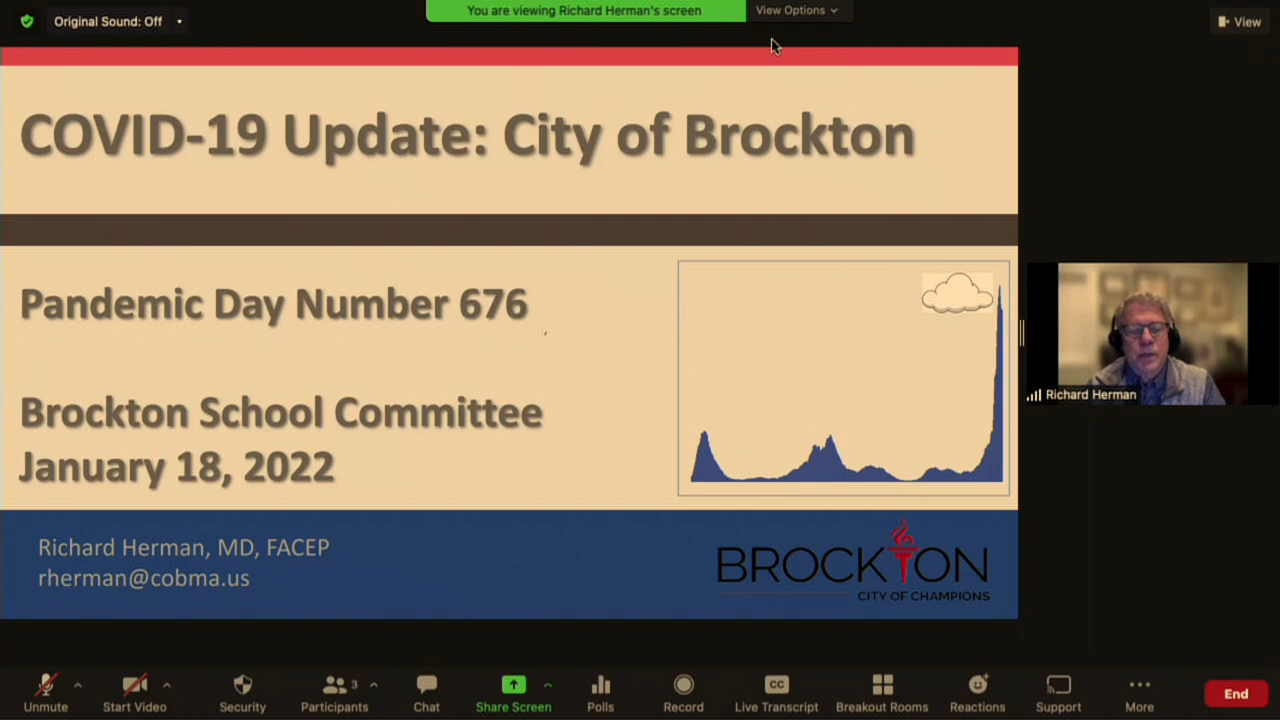 Original Sound: Off
You are viewing Richard Herman's screen
View Options
View
COVID-19 Update: City of Brockton
Pandemic Day Number 676
Brockton School Committee
January 18, 2022
Richard Herman, MD, FACEP
rherman@cobma.us
BROCKTON
CITY OF CHAMPIONS
Richard Herman
Unmute
Start Video
Security
3
Participants
Chat
Share Screen
Polls
Record
CC
Live Transcript
Breakout Rooms
Reactions
Support
More
End